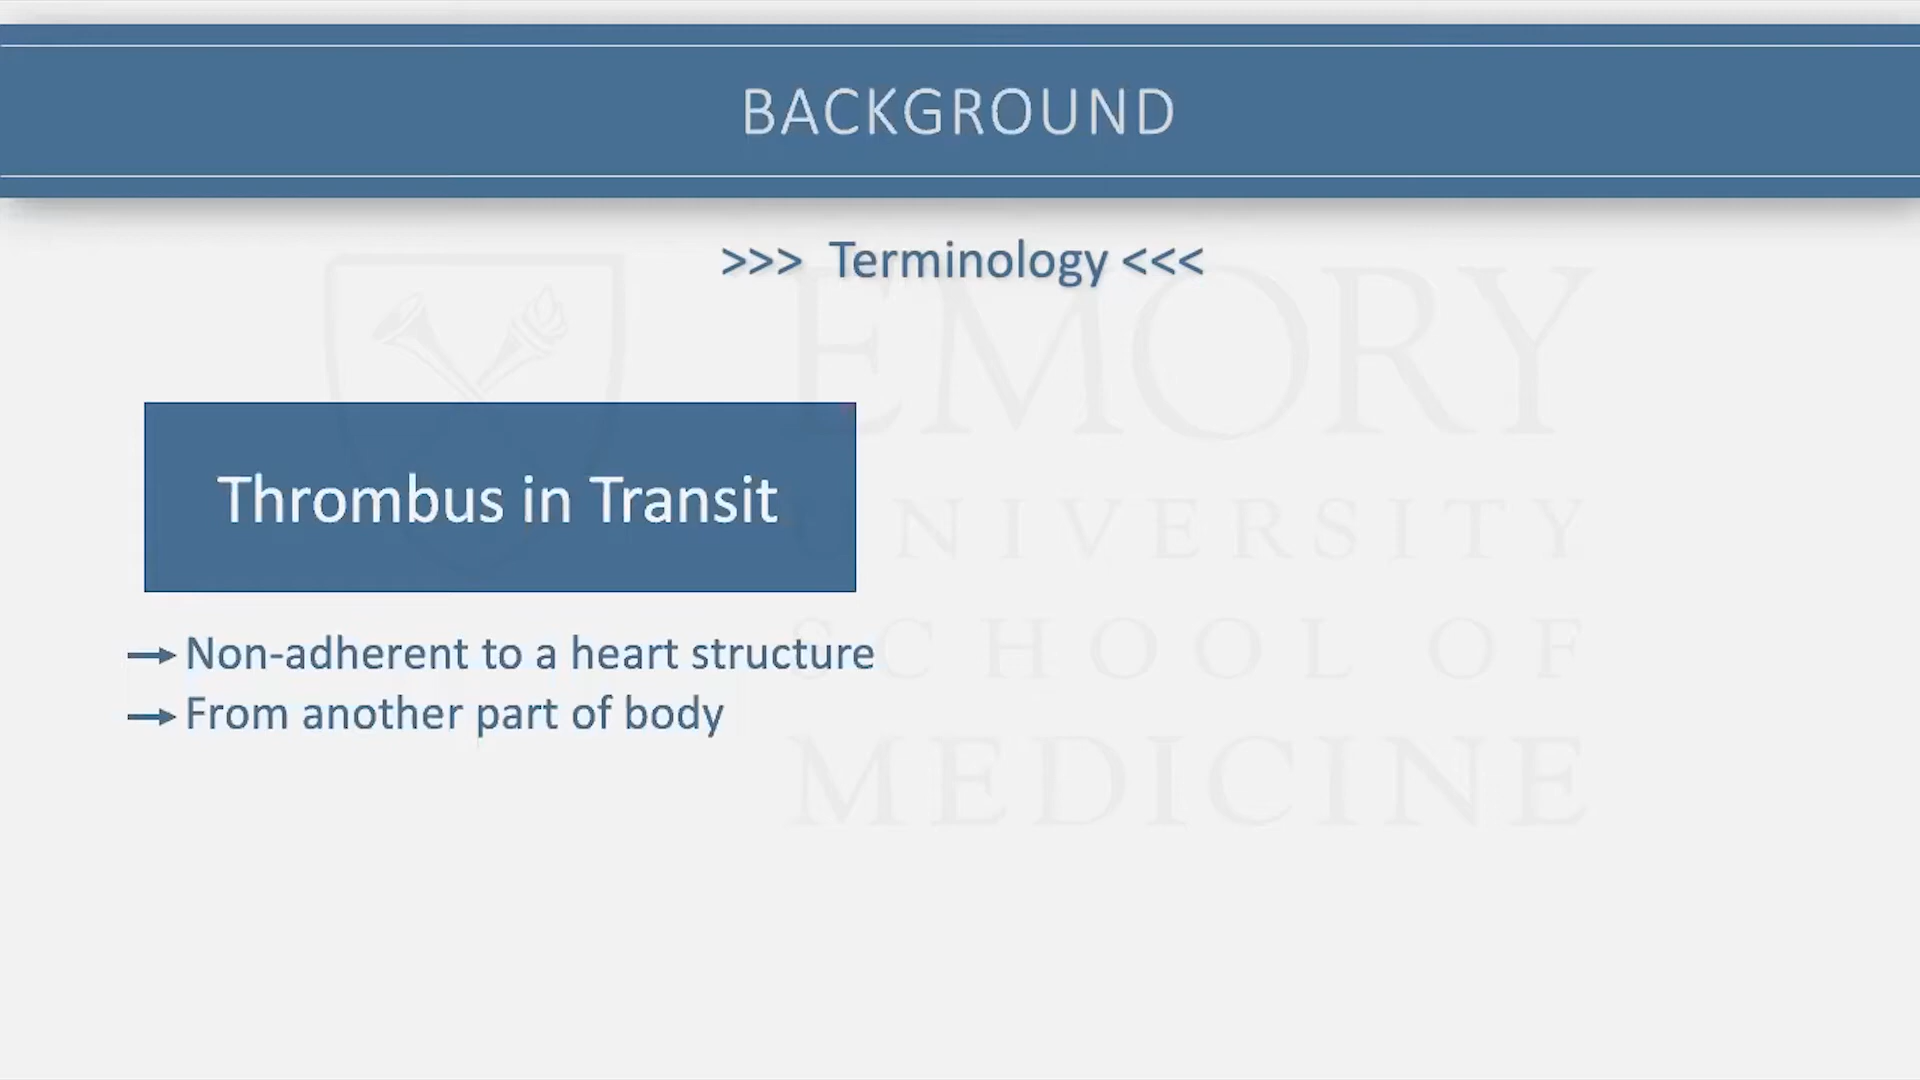 BACKGROUND
>>> Terminology <<<
EMORY
UNIVERSITY
SCHOOL OF
MEDICINE
Thrombus in Transit
Non-adherent to a heart structure
From another part of body